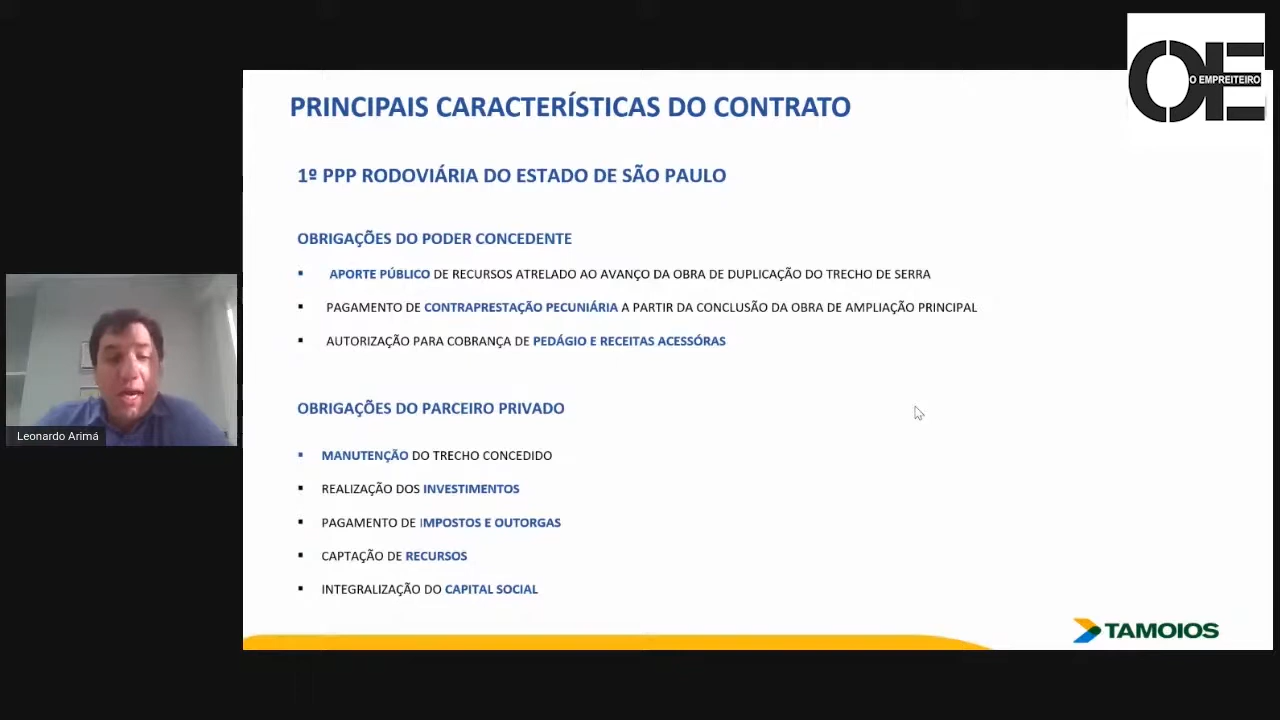 OE
O EMPREITEIRO
PRINCIPAIS CARACTERÍSTICAS DO CONTRATO
1º PPP RODOVIÁRIA DO ESTADO DE SÃO PAULO
OBRIGAÇÕES DO PODER CONCEDENTE
▪ APORTE PÚBLICO DE RECURSOS ATRELADO AO AVANÇO DA OBRA DE DUPLICAÇÃO DO TRECHO DE SERRA
▪ PAGAMENTO DE CONTRAPRESTAÇÃO PECUNIÁRIA A PARTIR DA CONCLUSÃO DA OBRA DE AMPLIAÇÃO PRINCIPAL
▪ AUTORIZAÇÃO PARA COBRANÇA DE PEDÁGIO E RECEITAS ACESSÓRAS
OBRIGAÇÕES DO PARCEIRO PRIVADO
▪ MANUTENÇÃO DO TRECHO CONCEDIDO
▪ REALIZAÇÃO DOS INVESTIMENTOS
▪ PAGAMENTO DE IMPOSTOS E OUTORGAS
▪ CAPTAÇÃO DE RECURSOS
▪ INTEGRALIZAÇÃO DO CAPITAL SOCIAL
Leonardo Arimá
TAMOIOS